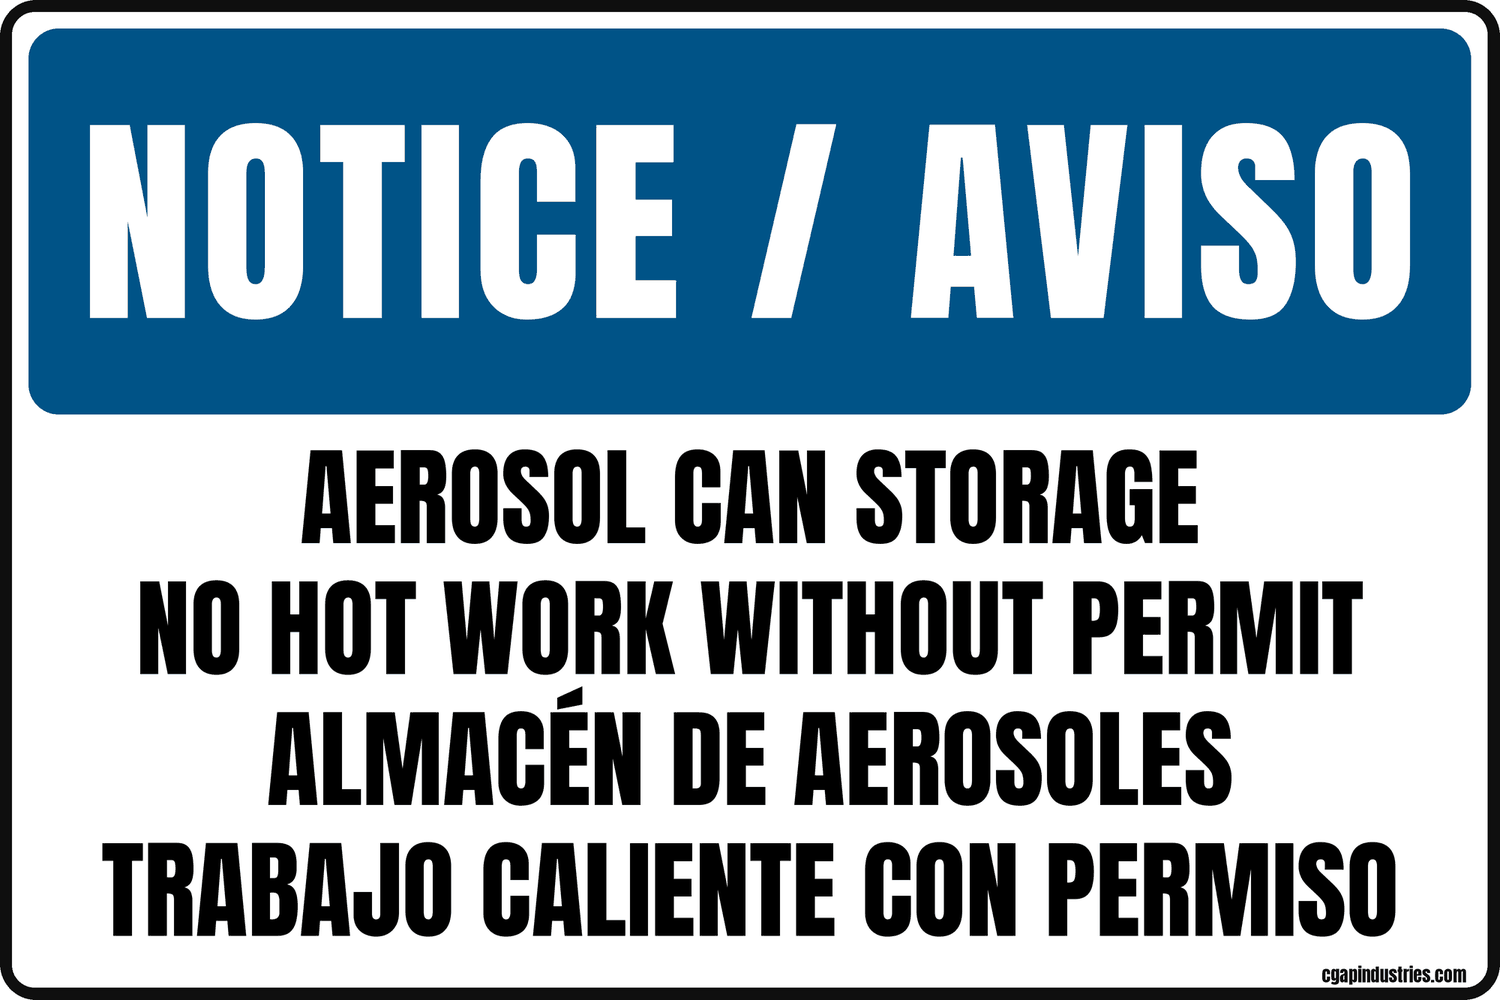 NOTICE / AVISO
AEROSOL CAN STORAGE
NO HOT WORK WITHOUT PERMIT
ALMACÉN DE AEROSOLES
TRABAJO CALIENTE CON PERMISO
cgapindustries.com